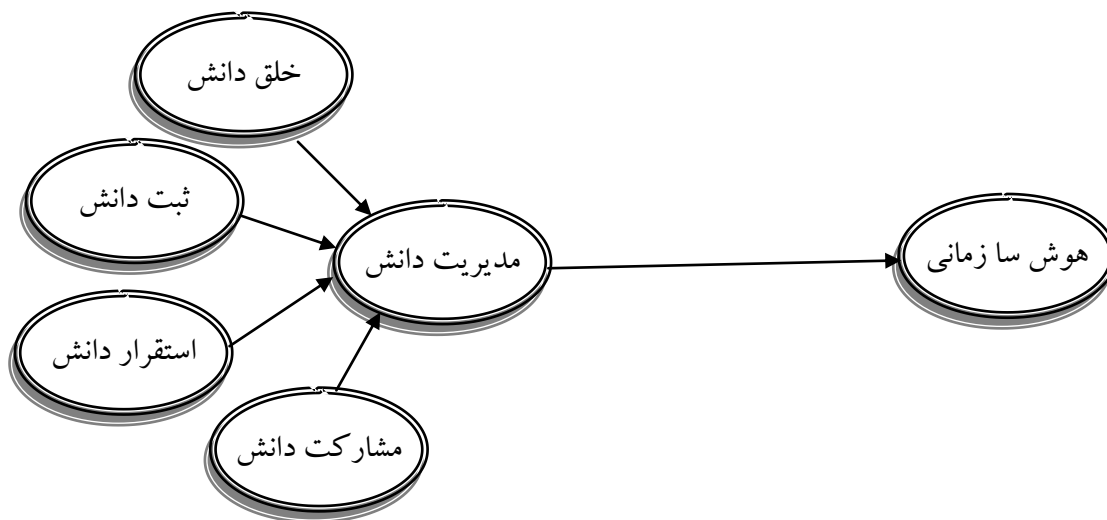 خلق دانش
ثبت دانش
مدیریت دانش
هوش سا زمانی
استقرار دانش
مشارکت دانش